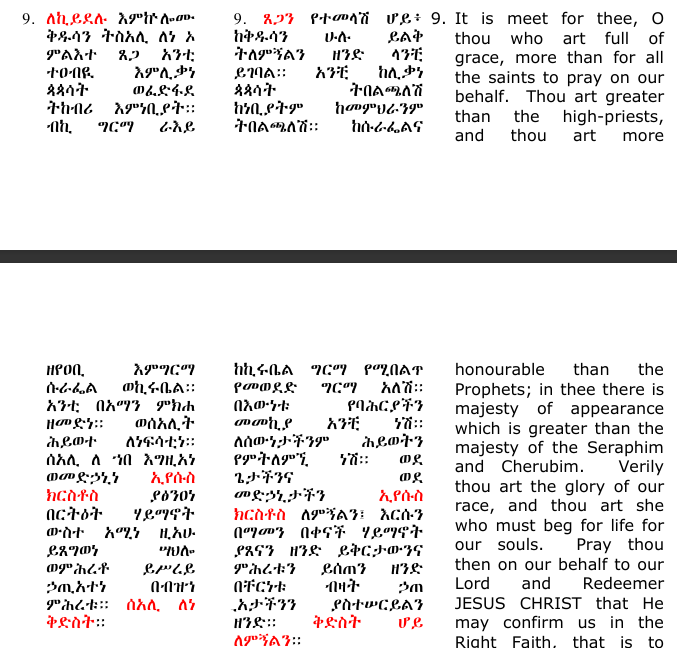 9. ለኪይደሉ እምኵሎሙ
ቅዱሳን ትስአሊ ለነ ኦ
ምልእተ ጸጋ አንቲ
ተዐብዪ እምሊቃነ
ጳጳሳት ወፈድፋደ
ትከብሪ እምነቢያት፡፡
ብኪ ግርማ ራእይ
ዘየዐቢ እምግርማ
ሱራፌል ወኪሩቤል፡፡
አንቲ በአማን ምክሐ
ዘመድነ፡፡ ወሰአሊት
ሕይወተ ለነፍሳቲነ፡፡
ሰአሊ ለ ኀበ እግዚአነ
ወመድኃኒነ ኢየሱስ
ክርስቶስ ያፅንዐነ
በርትዕት ሃይማኖት
ውስተ አሚነ ዚአሁ
ይጸግወነ ሣህሎ
ወምሕረቶ ይሥረይ
ኃጢአተነ በብዝኀ
ምሕረቱ፡፡ ሰአሊ ለነ
ቅድስት፡፡
9. ጸጋን የተመላሽ ሆይ፥
ከቅዱሳን ሁሉ ይልቅ
ትለምኝልን ዘንድ ላንቺ
ይገባል፡፡ አንቺ ከሊቃነ
ጳጳሳት ትበልጫለሽ
ከነቢያትም ከመምህራንም
ትበልጫለሽ፡፡ ከሱራፌልና
ከኪሩቤል ግርማ የሚበልጥ
የመወደድ ግርማ አለሽ፡፡
በእውነቱ የባሕርያችን
መመኪያ አንቺ ነሽ፡፡
ለሰውነታችንም ሕይወትን
የምትለምኚ ነሽ፡፡ ወደ
ጌታችንና ወደ
መድኃኒታችን ኢየሱስ
ክርስቶስ ለምኝልን፤ እርሱን
በማመን በቀናች ሃይማኖት
ያጸናን ዘንድ ይቅርታውንና
ምሕረቱን ይሰጠን ዘንድ
በቸርነቱ ብዛት ኃጢ
አታችንን ያስተሠርይልን
ዘንድ፡፡ ቅድስት ሆይ
ለምኝልን፡፡
9. It is meet for thee, O
thou who art full of
grace, more than for all
the saints to pray on our
behalf. Thou art greater
than the high-priests,
and thou art more
honourable than the
Prophets; in thee there is
majesty of appearance
which is greater than the
majesty of the Seraphim
and Cherubim. Verily
thou art the glory of our
race, and thou art she
who must beg for life for
our souls. Pray thou
then on our behalf to our
Lord and Redeemer
JESUS CHRIST that He
may confirm us in the
Right Faith, that is to